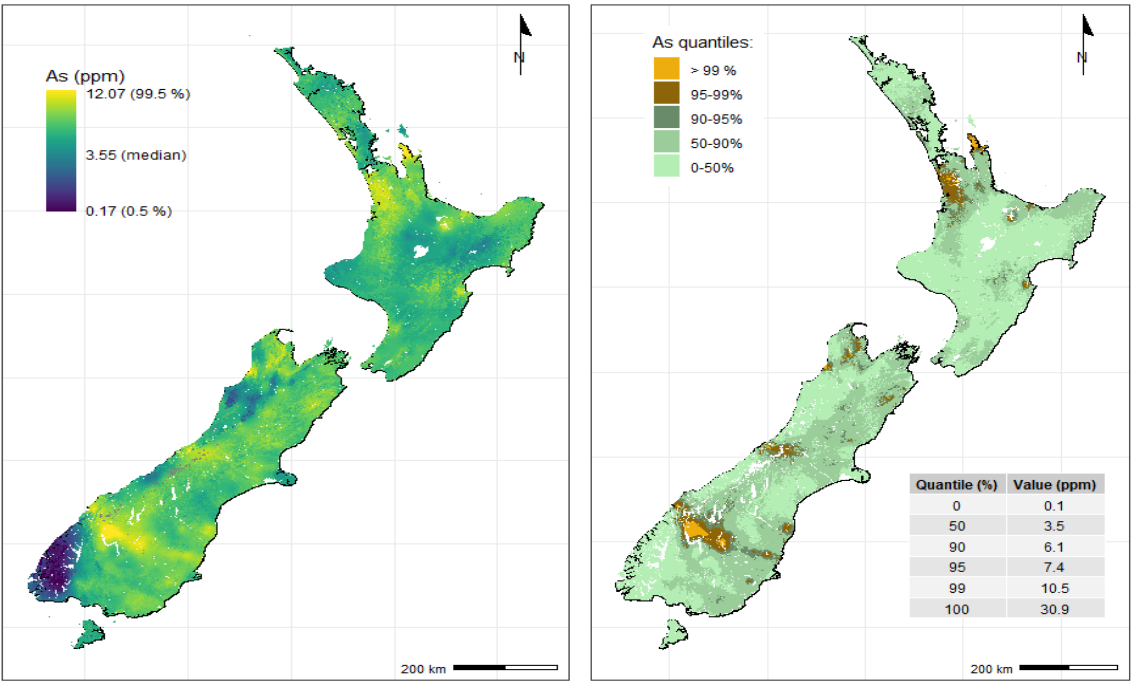 N
As (ppm)
12.07 (99.5 %)
3.55 (median)
0.17 (0.5 %)
200 km
N
As quantiles:
> 99 %
95-99%
90-95%
50-90%
0-50%
Quantile (%) Value (ppm)
0 0.1
50 3.5
90 6.1
95 7.4
99 10.5
100 30.9
200 km